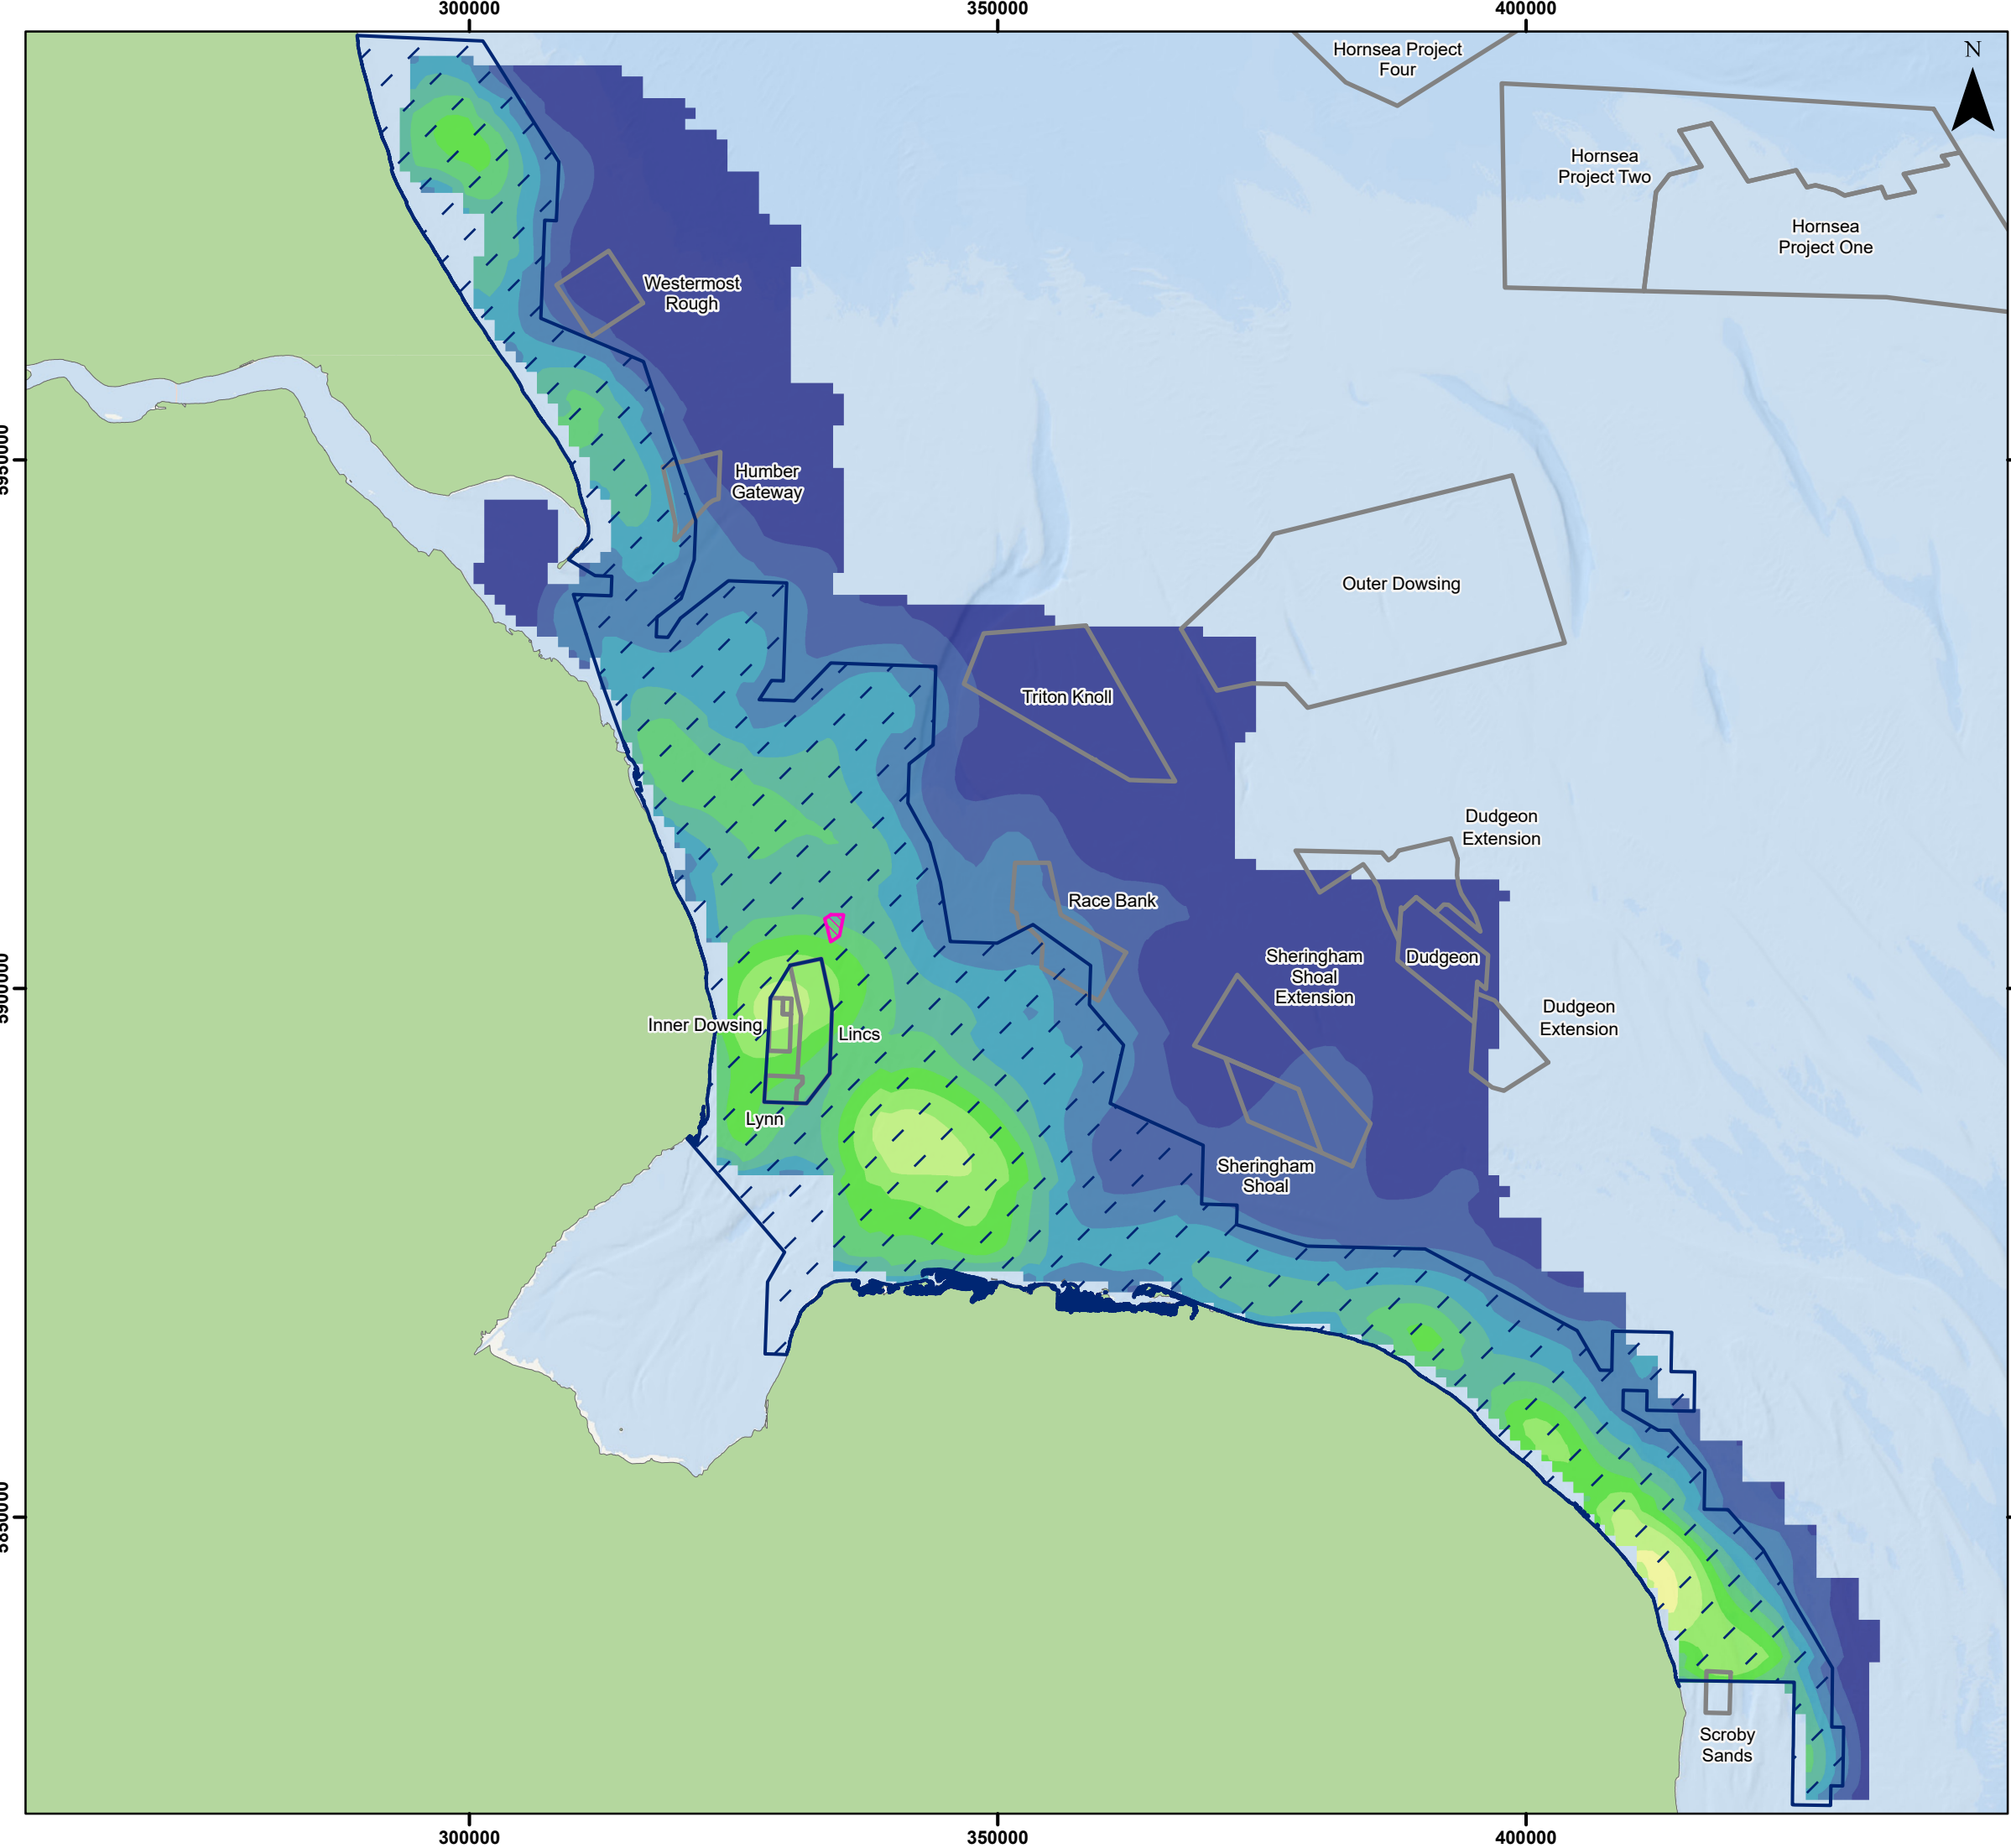 300000
350000
400000
N
Hornsea Project
Four
Hornsea
Project Two
Hornsea
Project One
Westermost
Rough
Humber
Gateway
Outer Dowsing
Triton Knoll
Dudgeon
Extension
Race Bank
Sheringham
Shoal
Extension
Dudgeon
Dudgeon
Extension
Inner Dowsing
Lincs
Lynn
Sheringham
Shoal
Scroby
Sands
300000
350000
400000